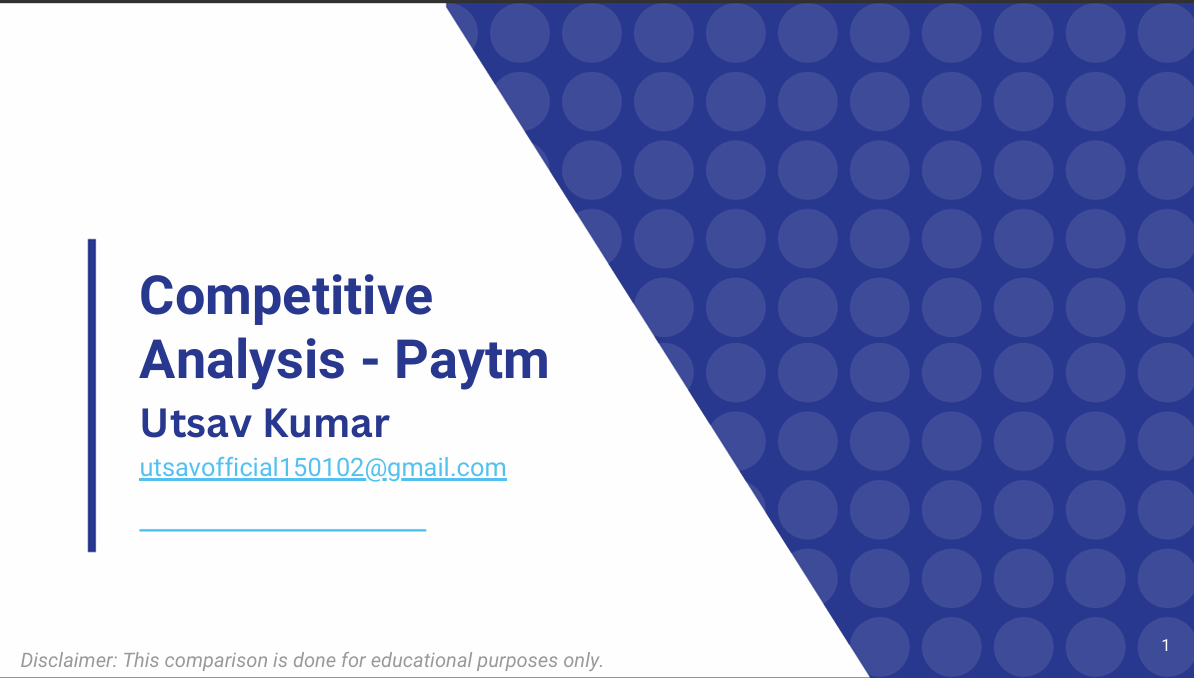 Competitive
Analysis - Paytm
Utsav Kumar
utsavofficial150102@gmail.com
Disclaimer: This comparison is done for educational purposes only.
1